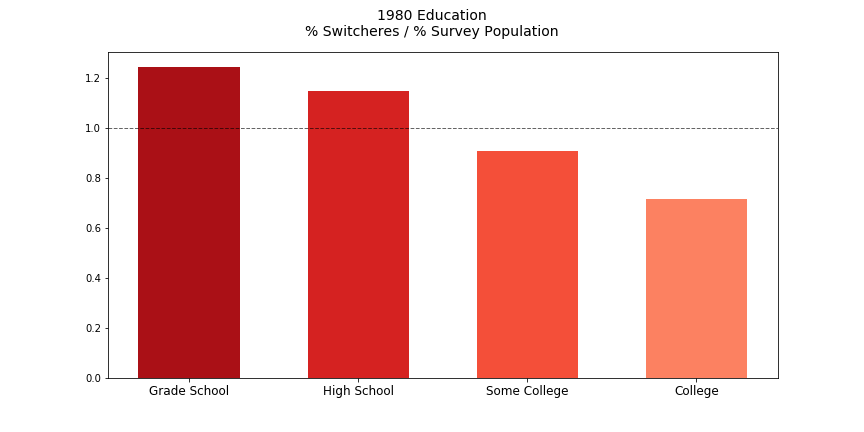 1980 Education
% Switcheres / % Survey Population
1.2
1.0
0.8
0.6
0.4
0.2
0.0
Grade School High School Some College College